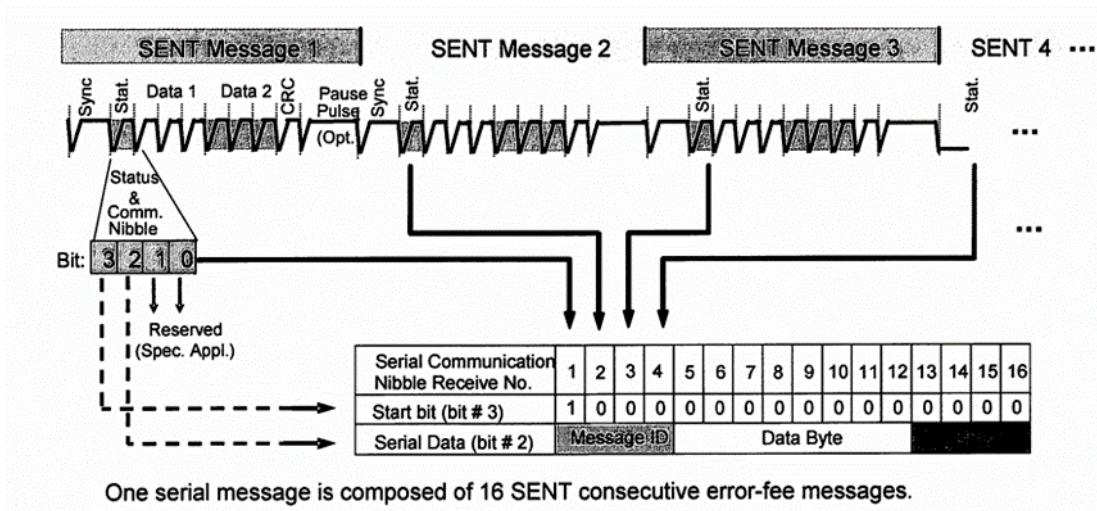 SENT Message 1 SENT Message 2 SENT Message 3 SENT 4 ...
Sync Stat. Data 1 Data 2 CRC Pause Pulse (Opt. Sync Stat. Stat. Stat.
...
Status
&
Comm.
Nibble
...
Bit: 3 2 1 0
Reserved
(Spec. Appl.)
Serial Communication
Nibble Receive No. 1 2 3 4 5 6 7 8 9 10 11 12 13 14 15 16
Start bit (bit # 3) 1 0 0 0 0 0 0 0 0 0 0 0 0 0 0 0
Serial Data (bit # 2) Message ID Data Byte
One serial message is composed of 16 SENT consecutive error-fee messages.